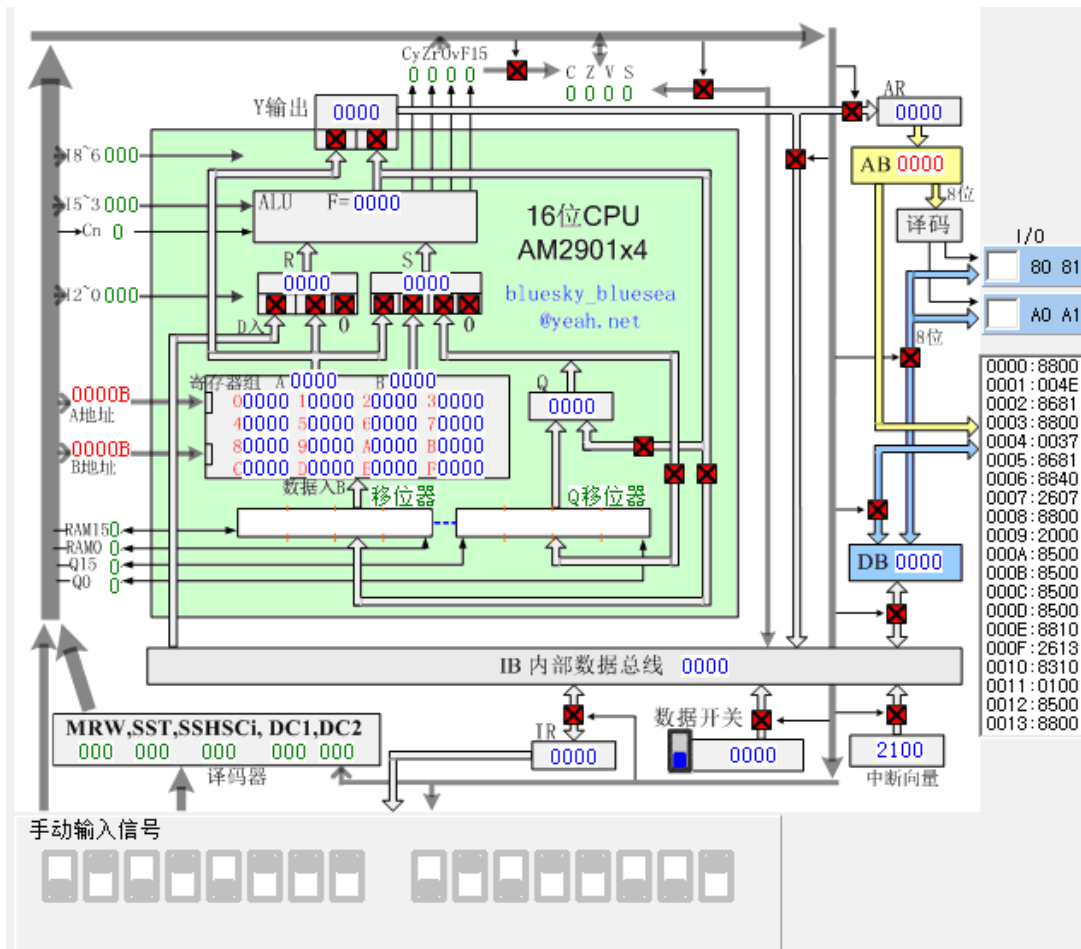 CyZrOvF15
0 0 0 0
C Z V S
0 0 0 0
Y输出
0000
AR
0000
I8~6 000
AB 0000
I5~3 000
ALU F= 0000
8位
译码
Cn 0
16位CPU
AM2901x4
bluesky_bluesea
@yeah.net
I/O
80 81
A0 A1
R
0000
S
0000
I2~0 000
D入
0
0
8位
寄存器组 A 0000 B 0000
0 0000 1 0000 2 0000 3 0000
4 0000 5 0000 6 0000 7 0000
8 0000 9 0000 A 0000 B 0000
C 0000 D 0000 E 0000 F 0000
0000B
A地址
0000B
B地址
Q
0000
数据入B
移位器
Q移位器
RAM15 0
RAM0 0
Q15 0
Q0 0
DB 0000
0000:8800
0001:004E
0002:8681
0003:8800
0004:0037
0005:8681
0006:8840
0007:2607
0008:8800
0009:2000
000A:8500
000B:8500
000C:8500
000D:8500
000E:8810
000F:2613
0010:8310
0011:0100
0012:8500
0013:8800
IB 内部数据总线 0000
MRW,SST,SSHSCi, DC1,DC2
000 000 000 000 000
译码器
IR
0000
数据开关
0000
2100
中断向量
手动输入信号